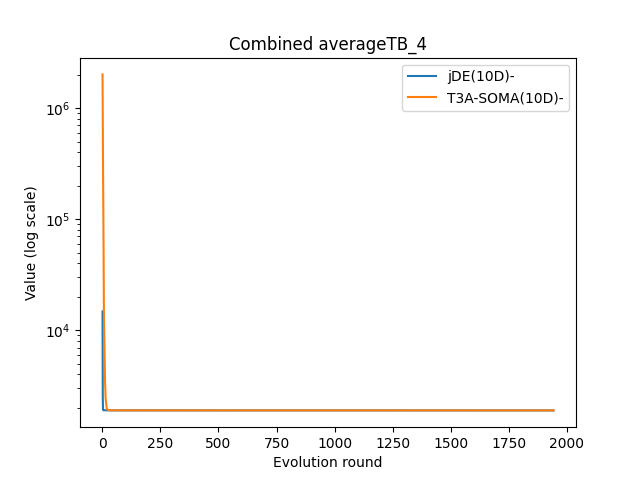 Combined averageTB_4
jDE(10D)-
T3A-SOMA(10D)-
Value (log scale)
10^6
10^5
10^4
0 250 500 750 1000 1250 1500 1750 2000
Evolution round